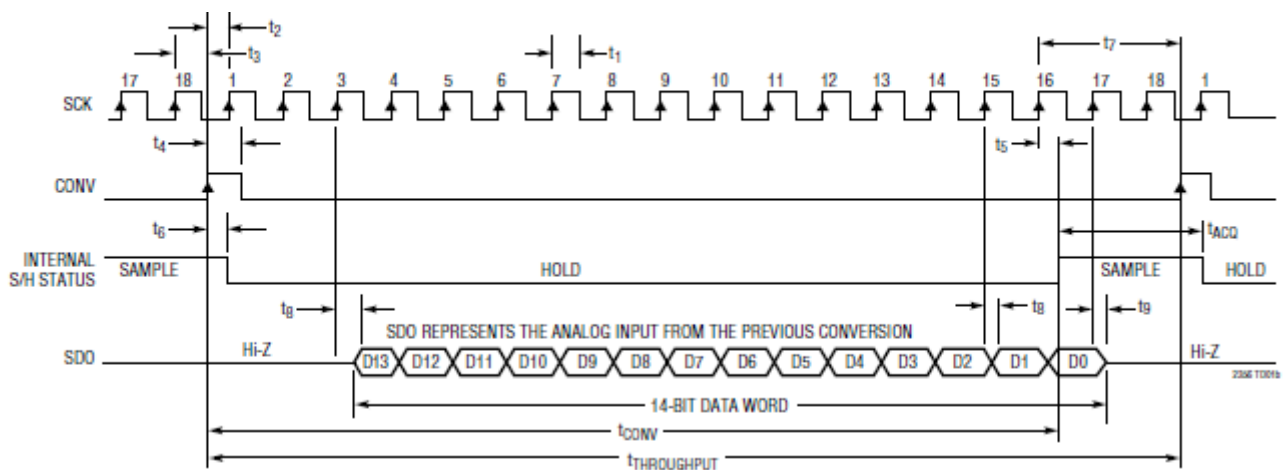 t2
t3
t1
t7
17 18 1 2 3 4 5 6 7 8 9 10 11 12 13 14 15 16 17 18 1
SCK
t4
t5
CONV
t6
tACQ
INTERNAL
S/H STATUS
SAMPLE HOLD SAMPLE HOLD
t8 t8 t9
SDO REPRESENTS THE ANALOG INPUT FROM THE PREVIOUS CONVERSION
SDO Hi-Z D13 D12 D11 D10 D9 D8 D7 D6 D5 D4 D3 D2 D1 D0 Hi-Z
2356 TD01b
14-BIT DATA WORD
tCONV
tTHROUGHPUT